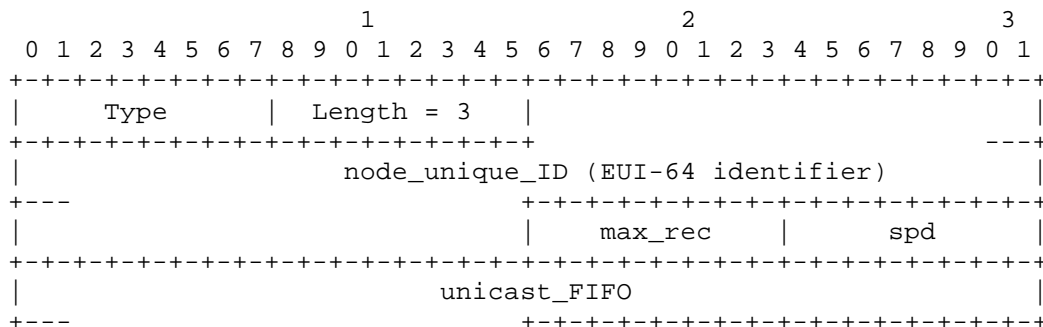 1                   2                   3
 0 1 2 3 4 5 6 7 8 9 0 1 2 3 4 5 6 7 8 9 0 1 2 3 4 5 6 7 8 9 0 1
+-+-+-+-+-+-+-+-+-+-+-+-+-+-+-+-+-+-+-+-+-+-+-+-+-+-+-+-+-+-+-+-+
|     Type      |  Length = 3   |                               |
+-+-+-+-+-+-+-+-+-+-+-+-+-+-+-+-+                            ---+
|                    node_unique_ID (EUI-64 identifier)         |
+---                            +-+-+-+-+-+-+-+-+-+-+-+-+-+-+-+-+
|                               |    max_rec    |      spd      |
+-+-+-+-+-+-+-+-+-+-+-+-+-+-+-+-+-+-+-+-+-+-+-+-+-+-+-+-+-+-+-+-+
|                          unicast_FIFO                         |
+---                            +-+-+-+-+-+-+-+-+-+-+-+-+-+-+-+-+